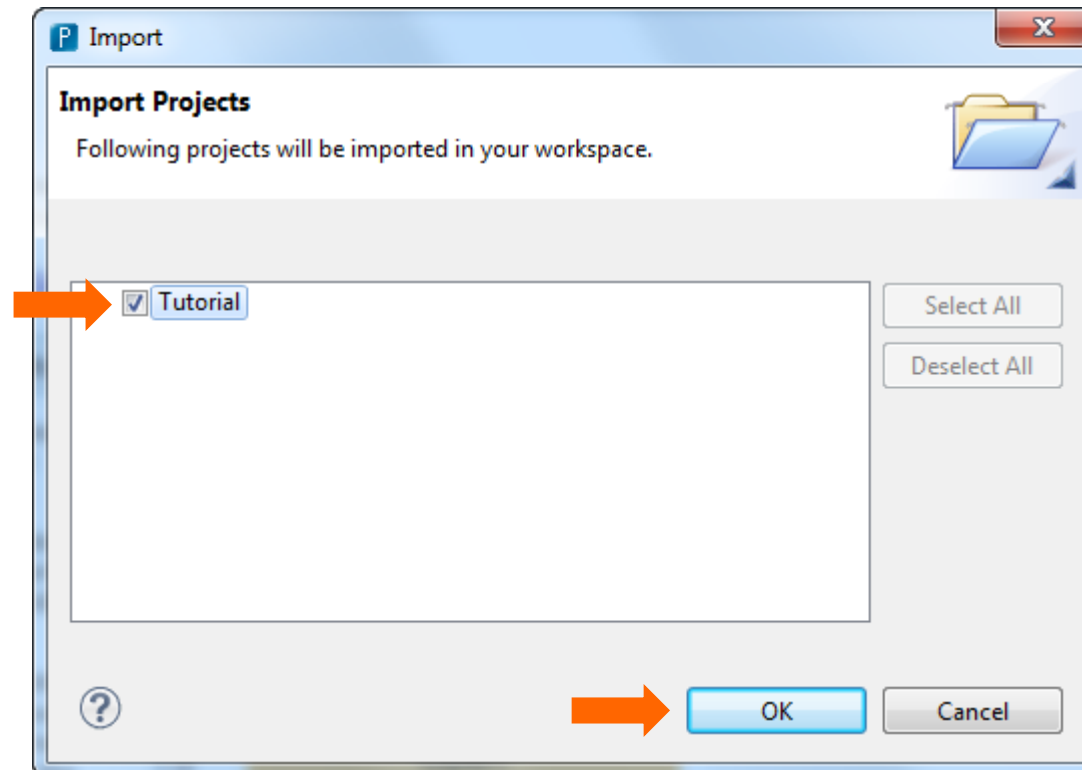 P Import
X
Import Projects
Following projects will be imported in your workspace.
Tutorial
Select All
Deselect All
?
OK
Cancel